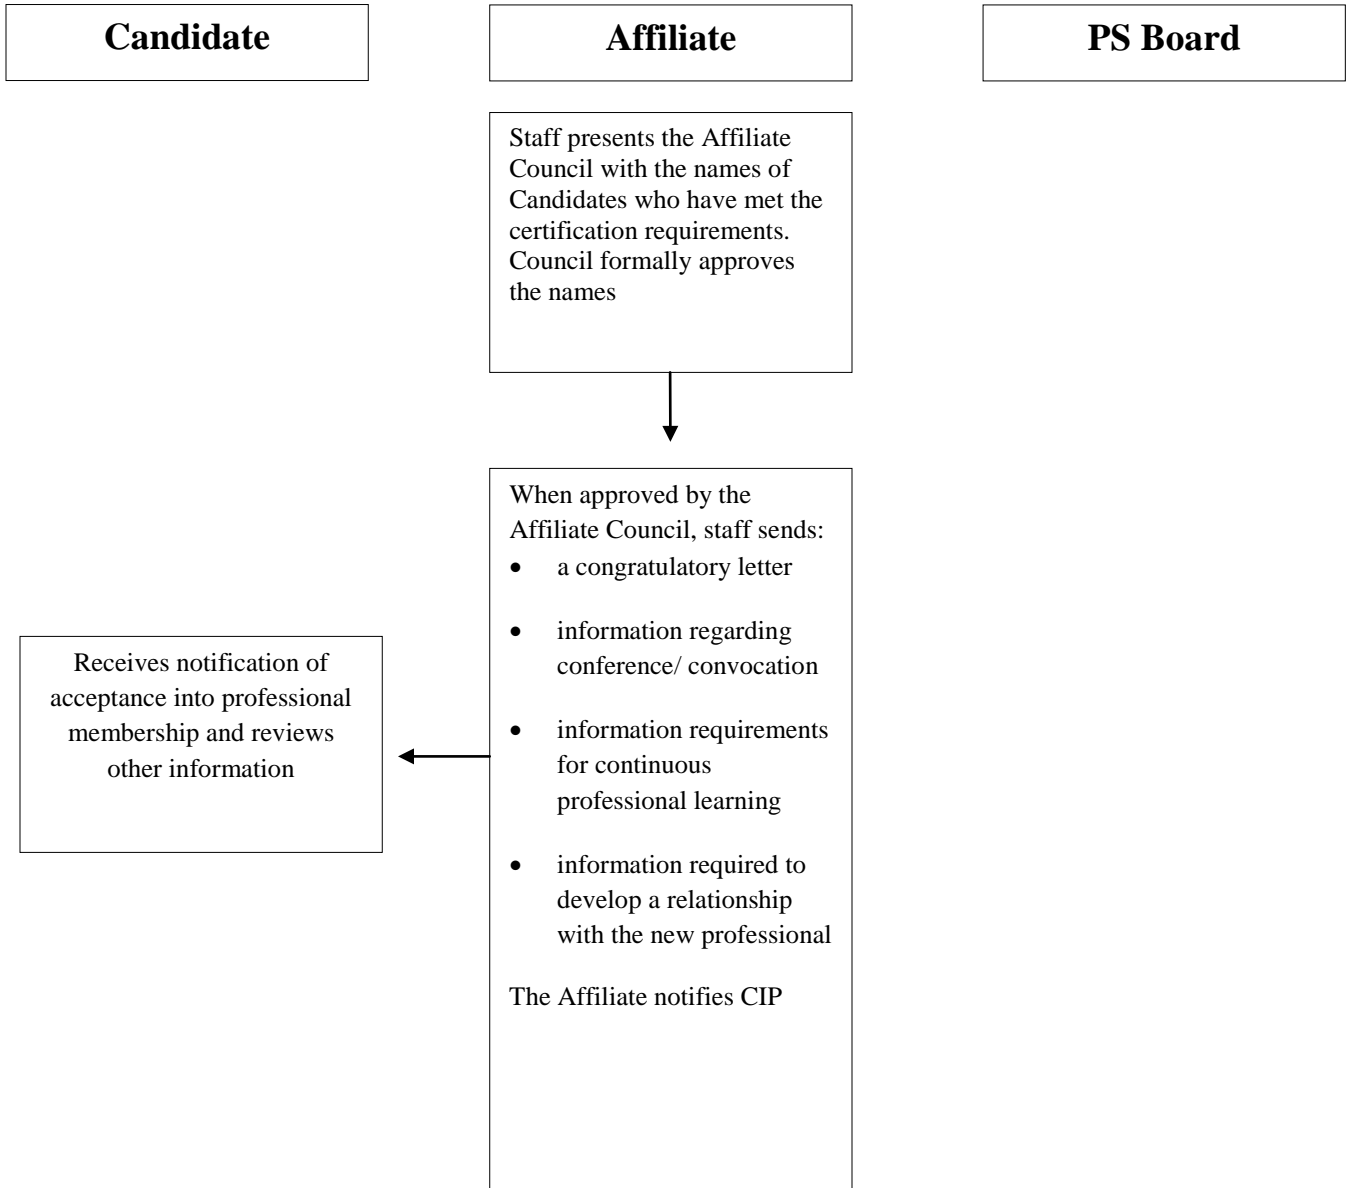 Candidate
Affiliate
PS Board
Staff presents the Affiliate
Council with the names of
Candidates who have met the
certification requirements.
Council formally approves
the names
When approved by the
Affiliate Council, staff sends:
• a congratulatory letter
• information regarding
conference/ convocation
• information requirements
for continuous
professional learning
• information required to
develop a relationship
with the new professional
The Affiliate notifies CIP
Receives notification of
acceptance into professional
membership and reviews
other information